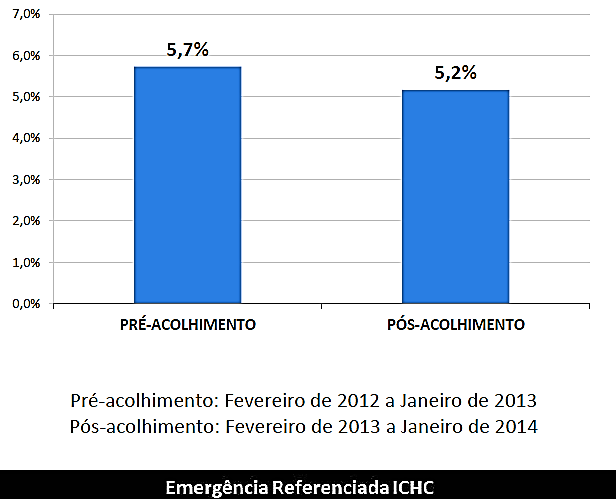 7,0%
6,0%
5,0%
4,0%
3,0%
2,0%
1,0%
0,0%
5,7%
5,2%
PRÉ-ACOLHIMENTO
PÓS-ACOLHIMENTO
Pré-acolhimento: Fevereiro de 2012 a Janeiro de 2013
Pós-acolhimento: Fevereiro de 2013 a Janeiro de 2014
Emergência Referenciada ICHC